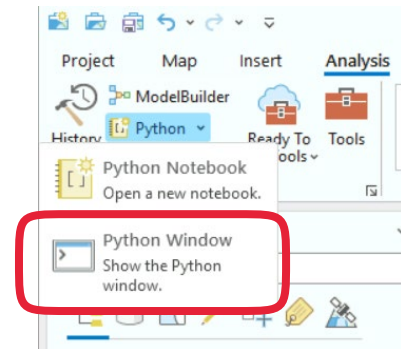 Project Map Insert Analysis
ModelBuilder
History Python Ready To Tools
ools
Python Notebook
Open a new notebook.
Python Window
Show the Python
window.